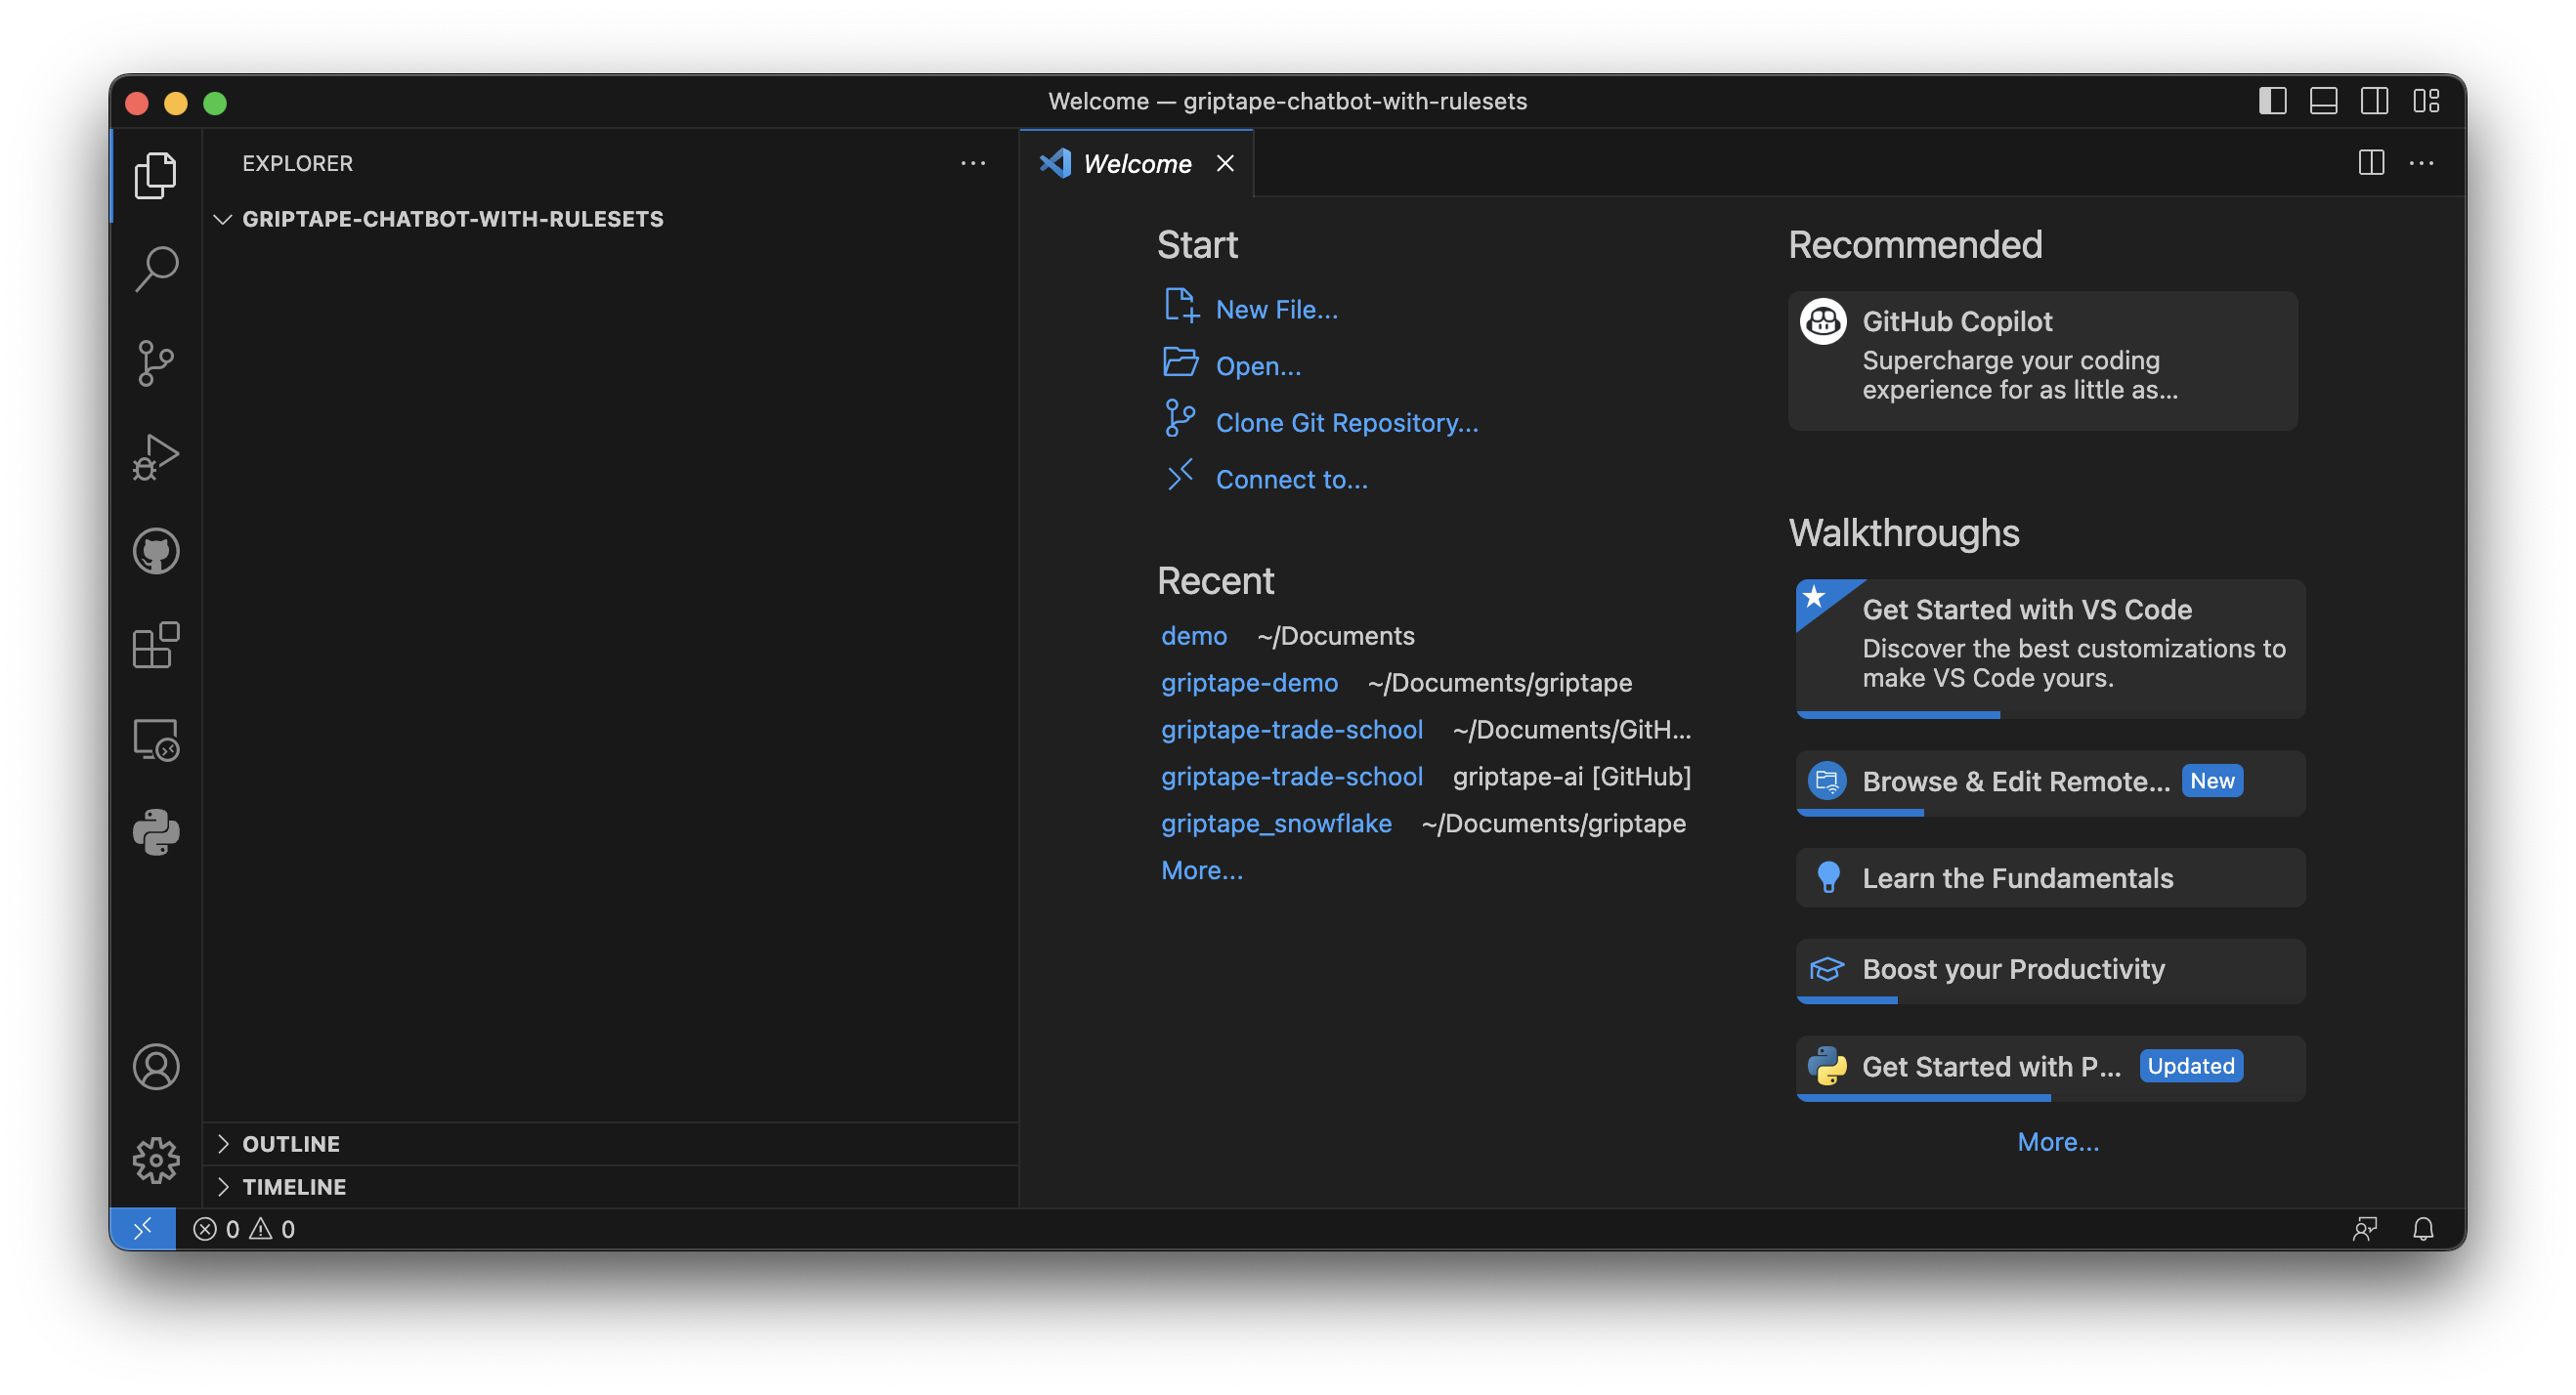 Welcome — griptape-chatbot-with-rulesets
EXPLORER
GRIPTAPE-CHATBOT-WITH-RULESETS
OUTLINE
TIMELINE
Welcome
Start
New File...
Open...
Clone Git Repository...
Connect to...
Recent
demo ~/Documents
griptape-demo ~/Documents/griptape
griptape-trade-school ~/Documents/GitH...
griptape-trade-school griptape-ai [GitHub]
griptape_snowflake ~/Documents/griptape
More...
Recommended
GitHub Copilot
Supercharge your coding
experience for as little as...
Walkthroughs
Get Started with VS Code
Discover the best customizations to
make VS Code yours.
Browse & Edit Remote... New
Learn the Fundamentals
Boost your Productivity
Get Started with P... Updated
More...
0 0